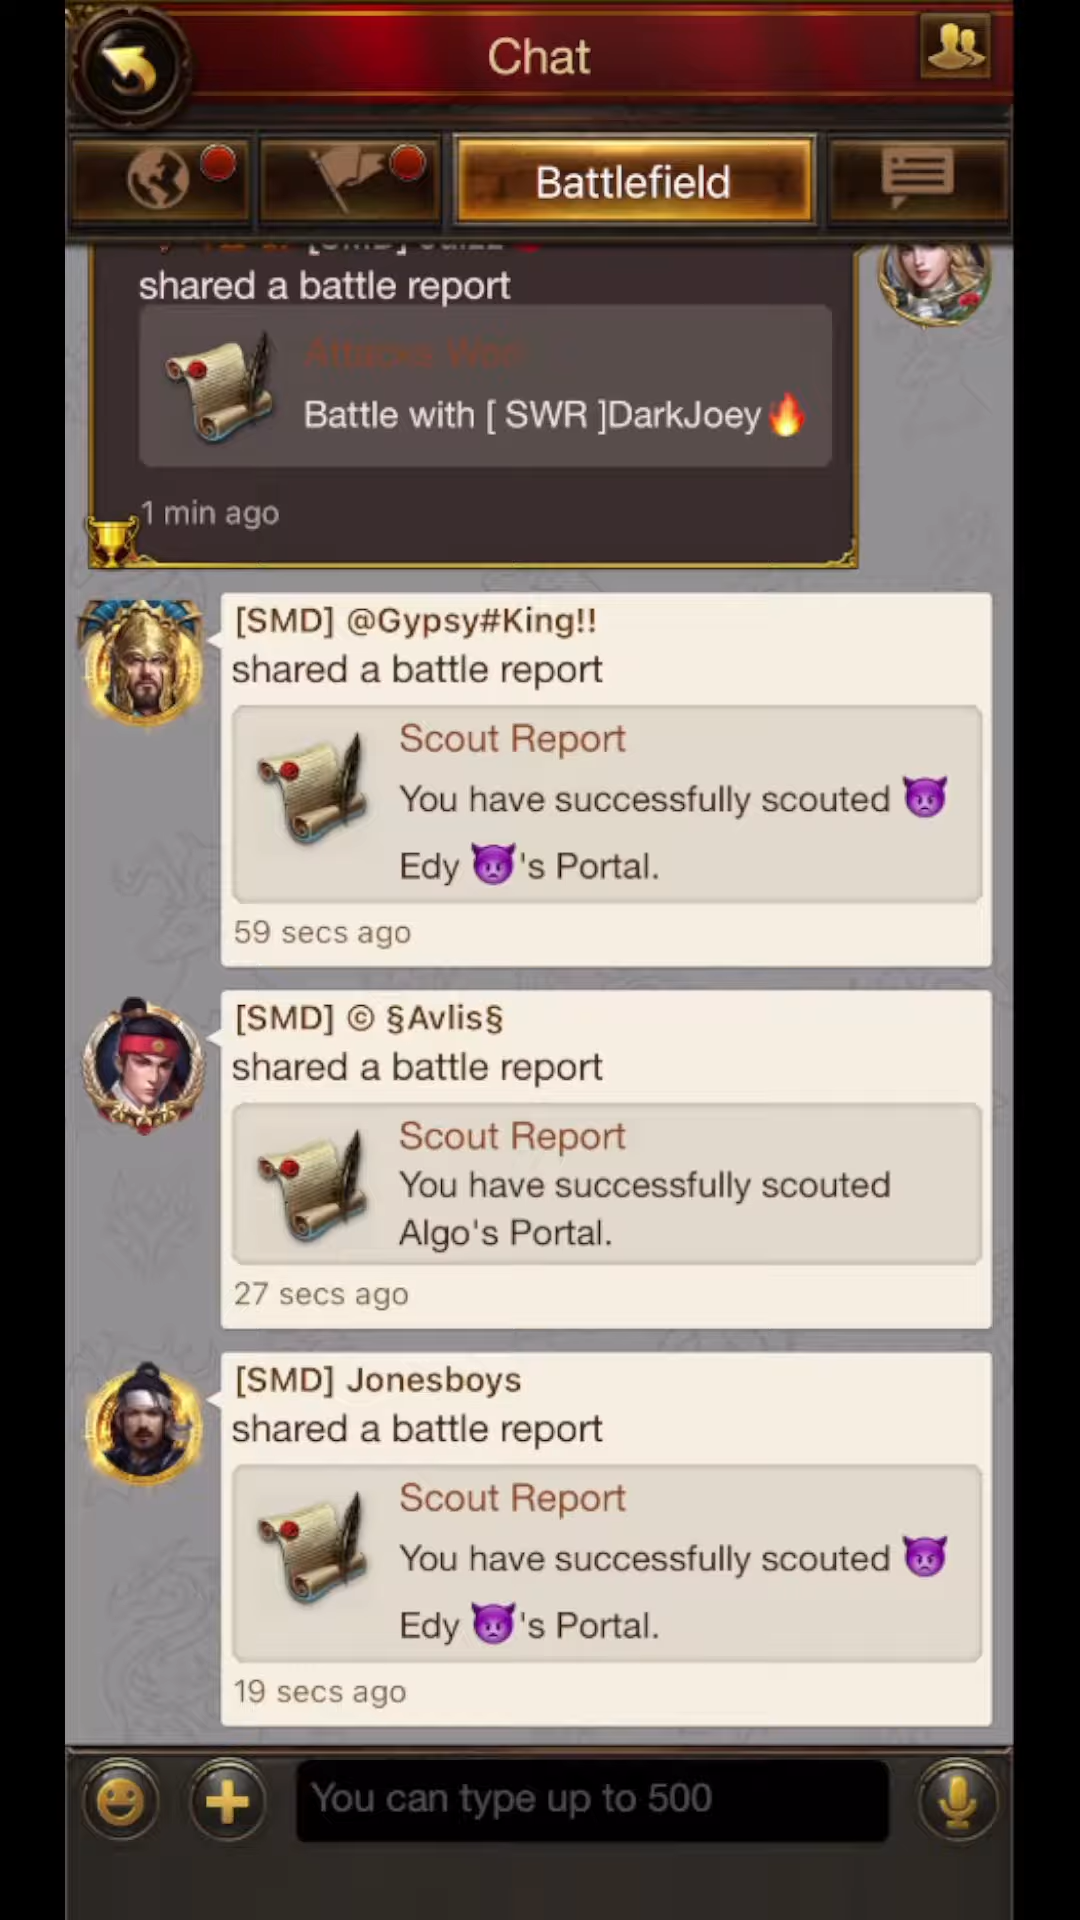 Chat
Battlefield
[SMD]
shared a battle report
Attacks Won
Battle with [ SWR ]DarkJoey🔥
1 min ago
[SMD] @Gypsy#King!!
shared a battle report
Scout Report
You have successfully scouted 👿
Edy 👿's Portal.
59 secs ago
[SMD] © §Avlis§
shared a battle report
Scout Report
You have successfully scouted
Algo's Portal.
27 secs ago
[SMD] Jonesboys
shared a battle report
Scout Report
You have successfully scouted 👿
Edy 👿's Portal.
19 secs ago
You can type up to 500